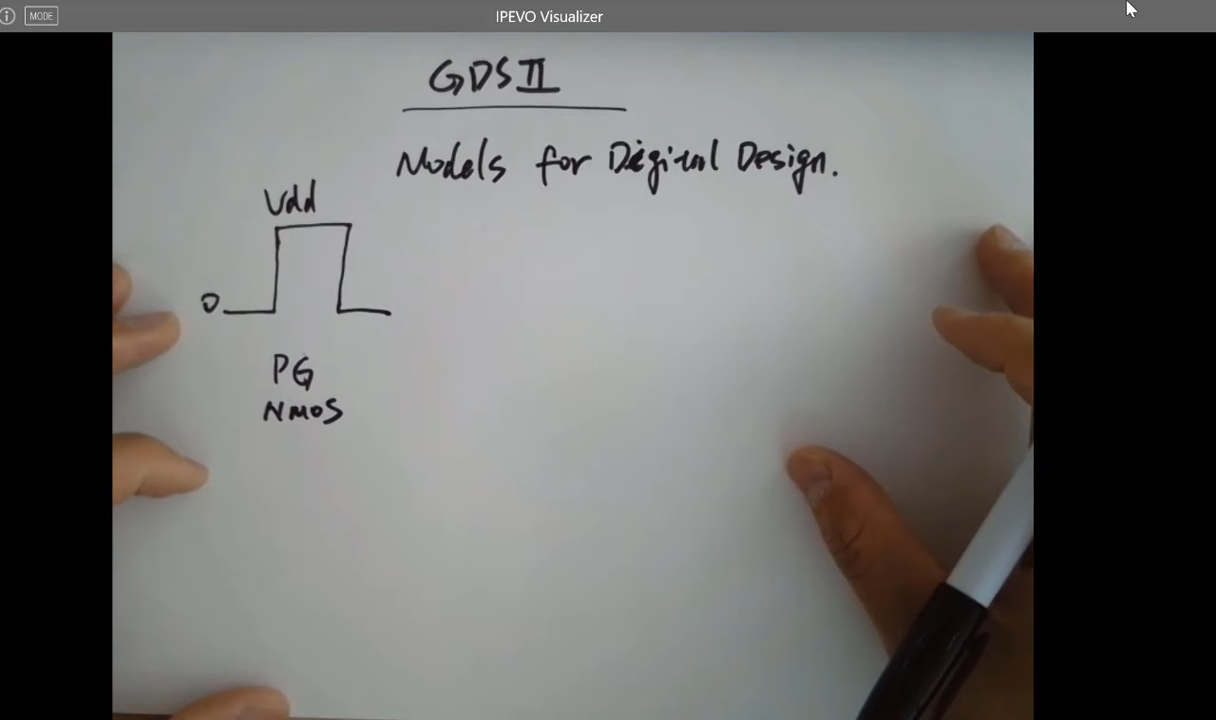 MODE
IPEVO Visualizer
GDSII
Models for Digital Design.
Vdd
0
PG
NMOS